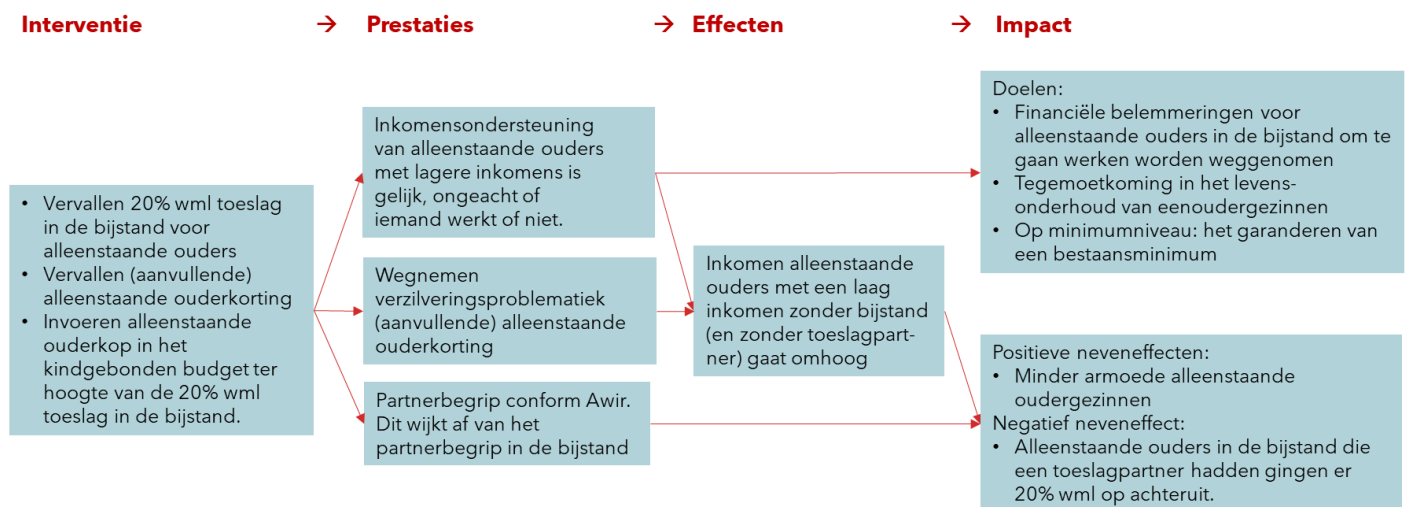 Interventie → Prestaties → Effecten → Impact
• Vervallen 20% wml toeslag
in de bijstand voor
alleenstaande ouders
• Vervallen (aanvullende)
alleenstaande ouderkorting
• Invoeren alleenstaande
ouderkop in het
kindgebonden budget ter
hoogte van de 20% wml
toeslag in de bijstand.
Inkomensondersteuning
van alleenstaande ouders
met lagere inkomens is
gelijk, ongeacht of
iemand werkt of niet.
Wegnemen
verzilveringsproblematiek
(aanvullende) alleenstaande
ouderkorting
Partnerbegrip conform Awir.
Dit wijkt af van het
partnerbegrip in de bijstand
Inkomen alleenstaande
ouders met een laag
inkomen zonder bijstand
(en zonder toeslagpart-
ner) gaat omhoog
Doelen:
• Financiële belemmeringen voor
alleenstaande ouders in de bijstand om te
gaan werken worden weggenomen
• Tegemoetkoming in het levens-
onderhoud van eenoudergezinnen
• Op minimumniveau: het garanderen van
een bestaansminimum
Positieve neveneffecten:
• Minder armoede alleenstaande
oudergezinnen
Negatief neveneffect:
• Alleenstaande ouders in de bijstand die
een toeslagpartner hadden gingen er
20% wml op achteruit.